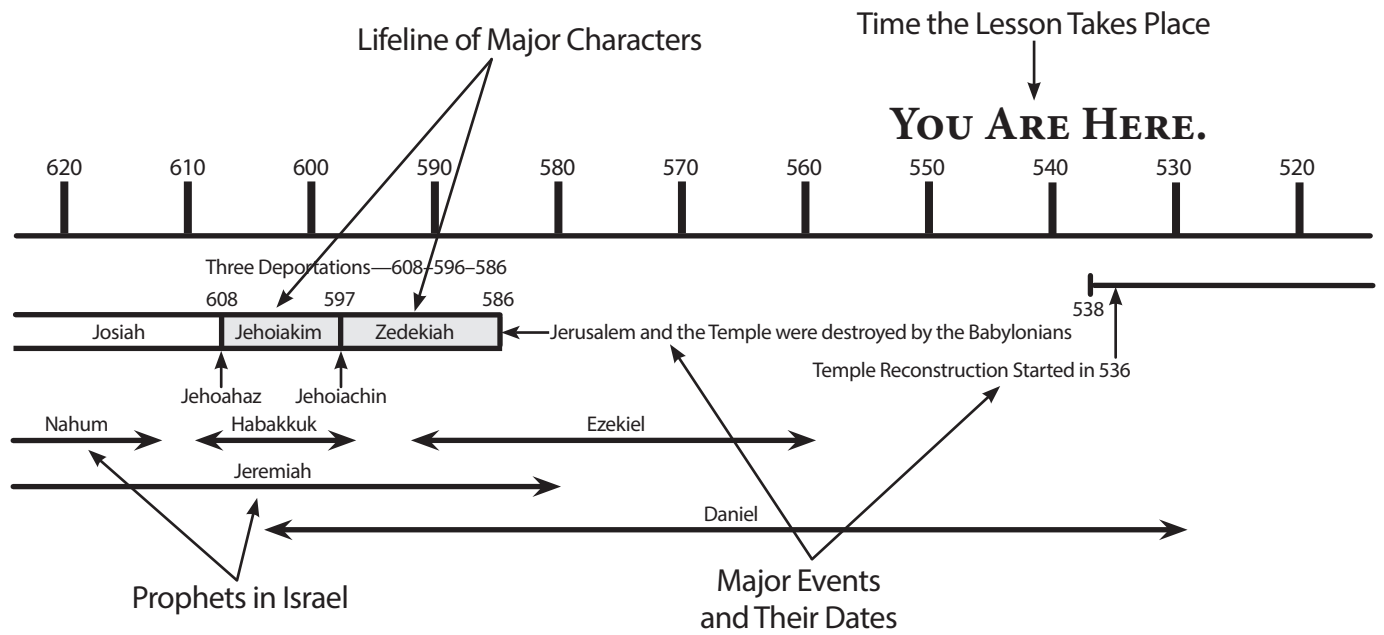 Lifeline of Major Characters
Time the Lesson Takes Place
You Are Here.
620 610 600 590 580 570 560 550 540 530 520
Three Deportations—608–596–586
608 597 586
538
Josiah Jehoiakim Zedekiah
Jerusalem and the Temple were destroyed by the Babylonians
Temple Reconstruction Started in 536
Jehoahaz Jehoiachin
Nahum Habakkuk Ezekiel
Jeremiah
Daniel
Prophets in Israel
Major Events
and Their Dates